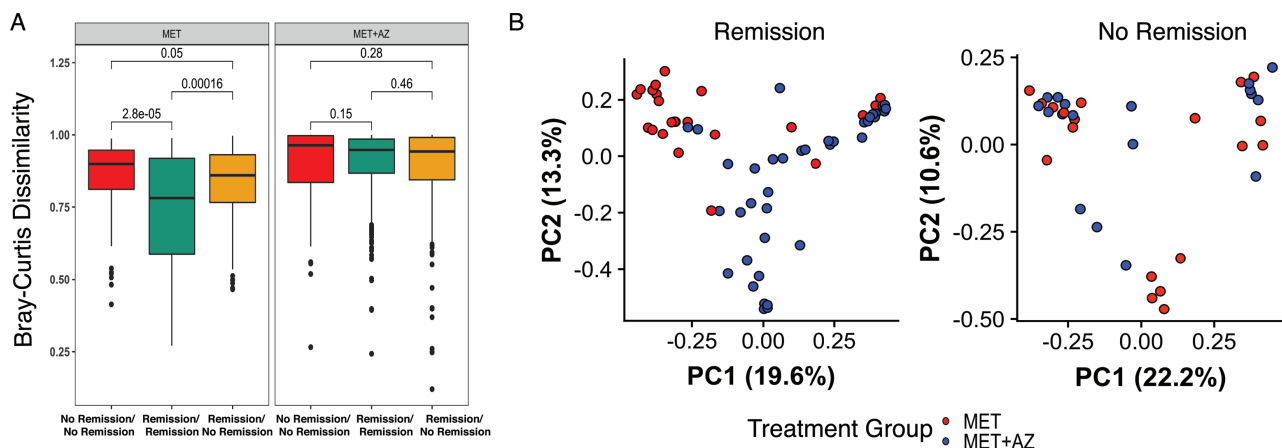 A
MET
MET+AZ
0.05
0.28
0.00016
0.46
2.8e-05
0.15
Bray-Curtis Dissimilarity
1.25
1.00
0.75
0.50
0.25
No Remission/
No Remission
Remission/
Remission
Remission/
No Remission
No Remission/
No Remission
Remission/
Remission
Remission/
No Remission
B
Remission
PC2 (13.3%)
0.2
0.0
-0.2
-0.4
-0.25
0.00
0.25
PC1 (19.6%)
No Remission
PC2 (10.6%)
0.25
0.00
-0.25
-0.50
-0.25
0.00
0.25
PC1 (22.2%)
Treatment Group
MET
MET+AZ